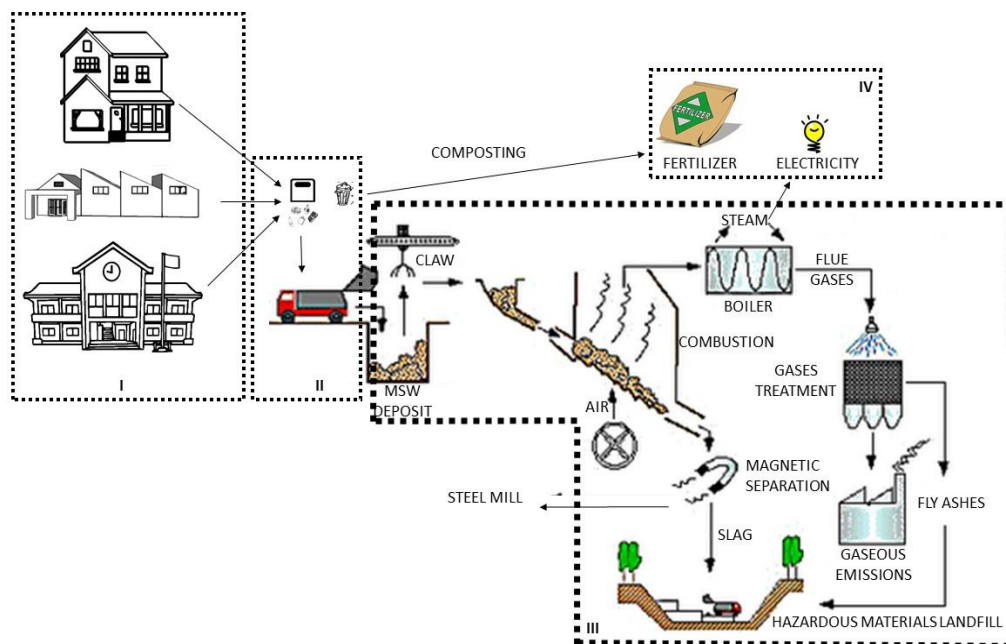 IV
FERTILIZER
FERTILIZER
ELECTRICITY
COMPOSTING
STEAM
CLAW
FLUE
GASES
BOILER
COMBUSTION
I
II
MSW
DEPOSIT
AIR
GASES
TREATMENT
MAGNETIC
SEPARATION
STEEL MILL
FLY ASHES
SLAG
GASEOUS
EMISSIONS
III
HAZARDOUS MATERIALS LANDFILL